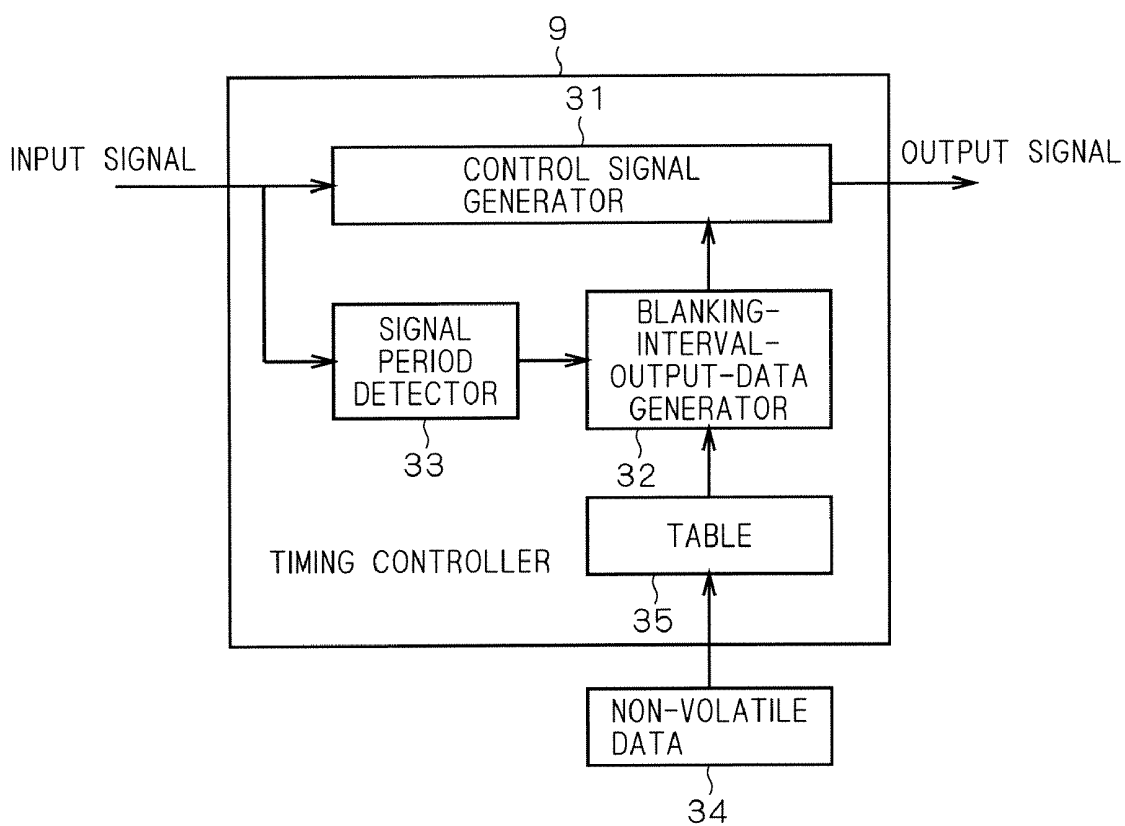 9
31
INPUT SIGNAL
CONTROL SIGNAL
GENERATOR
OUTPUT SIGNAL
SIGNAL
PERIOD
DETECTOR
33
BLANKING-
INTERVAL-
OUTPUT-DATA
GENERATOR
32
TABLE
35
TIMING CONTROLLER
NON-VOLATILE
DATA
34